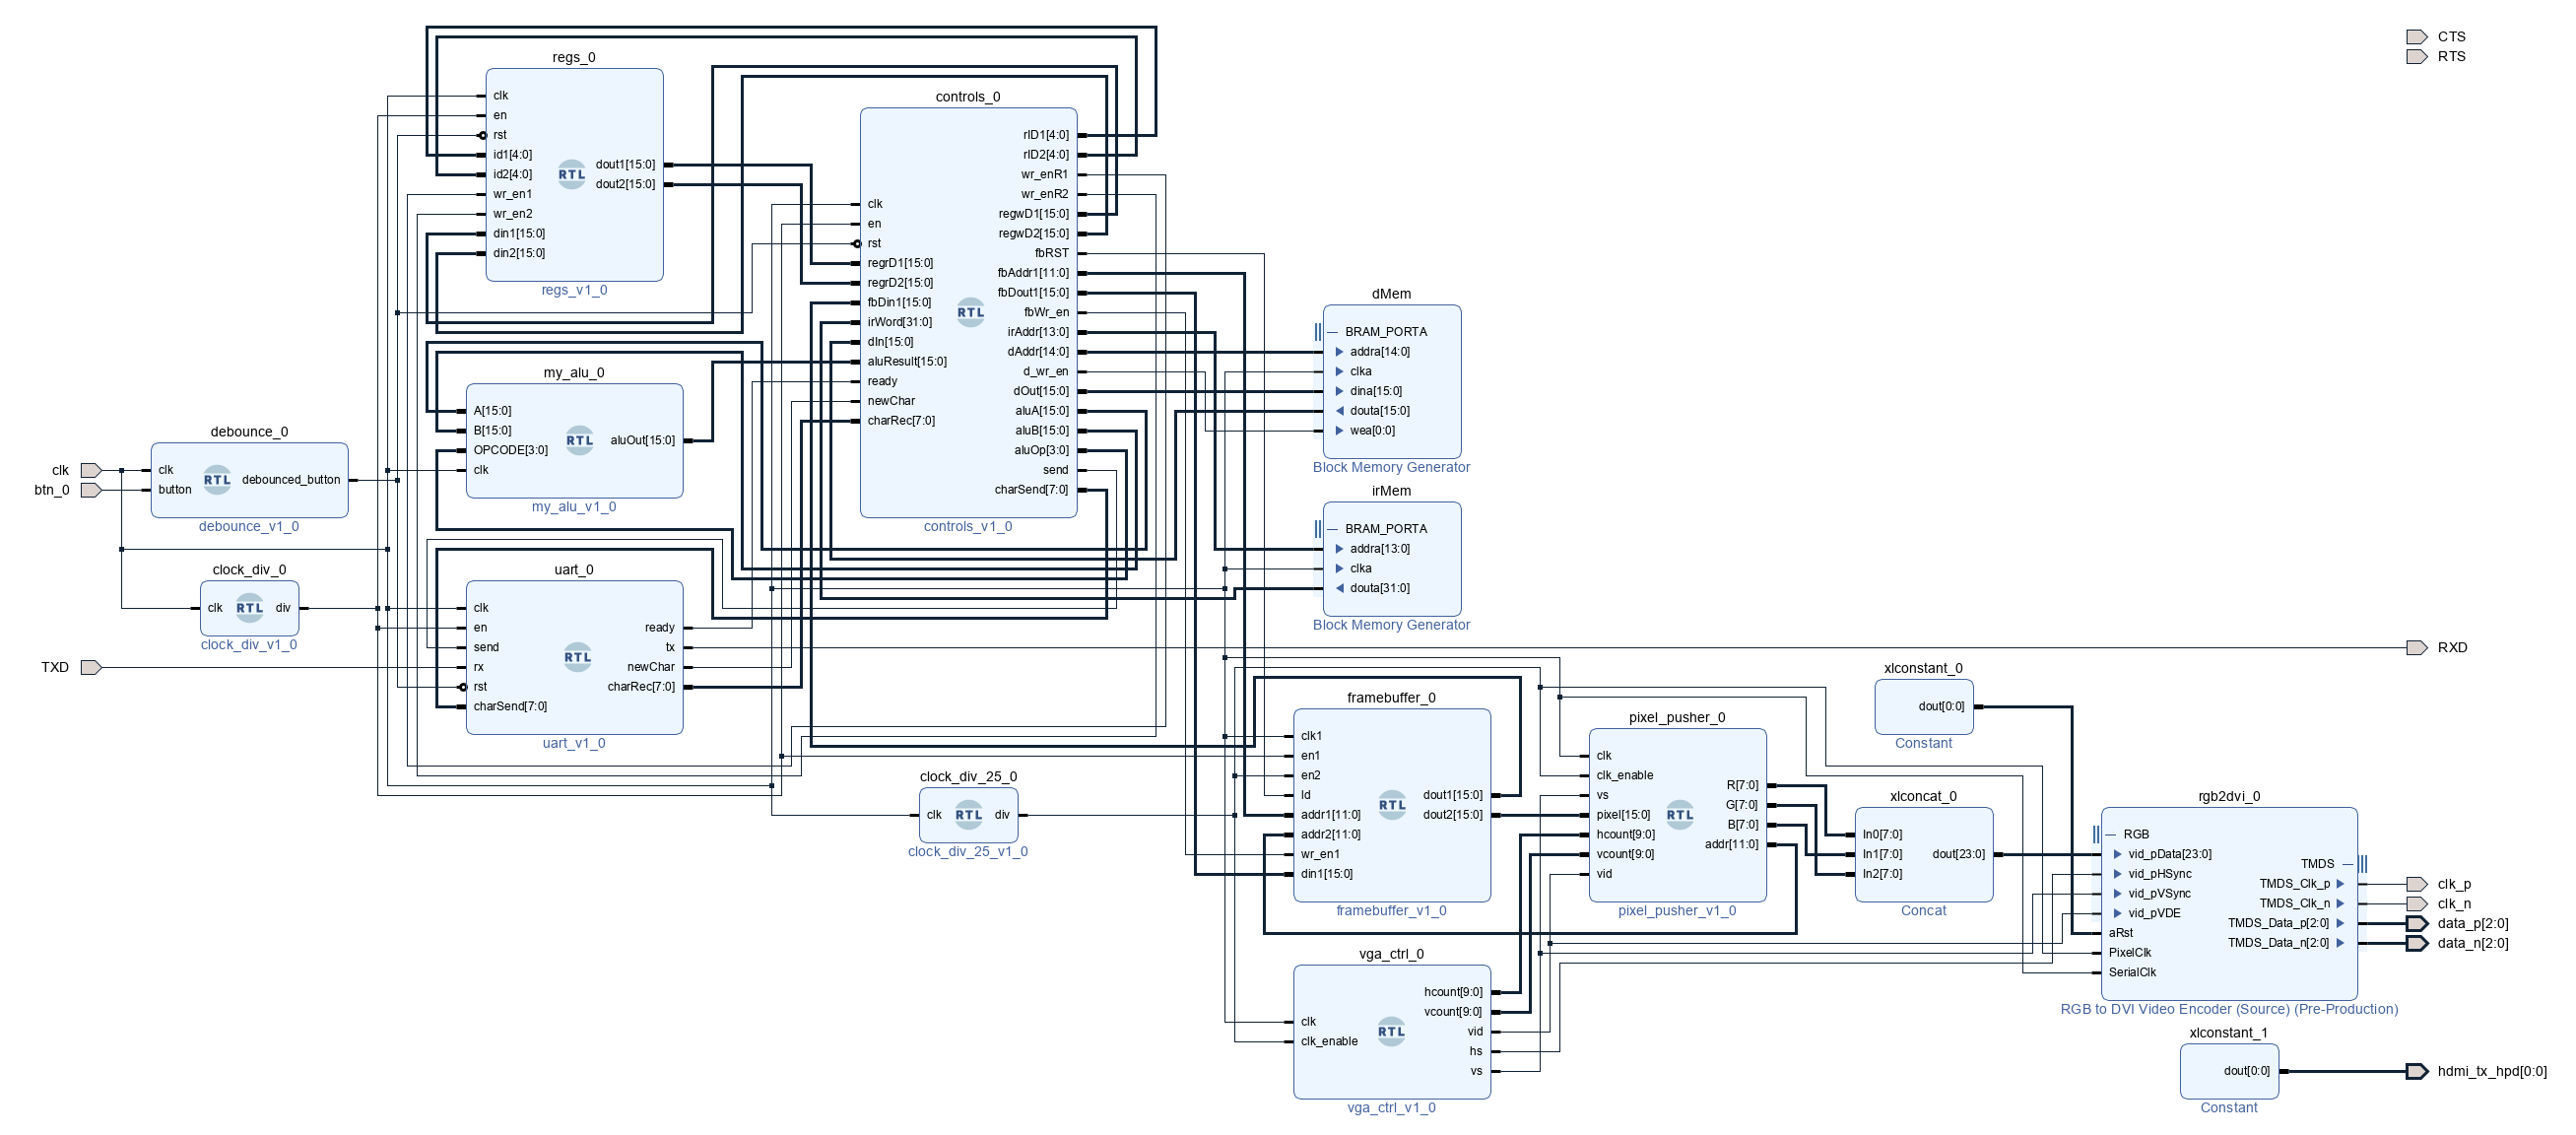 CTS
RTS
regs_0
clk
en
rst
id1[4:0]
id2[4:0]
wr_en1
wr_en2
din1[15:0]
din2[15:0]
RTL
dout1[15:0]
dout2[15:0]
regs_v1_0
controls_0
clk
en
rst
regrD1[15:0]
regrD2[15:0]
fbDin1[15:0]
irWord[31:0]
dIn[15:0]
aluResult[15:0]
ready
newChar
charRec[7:0]
RTL
rID1[4:0]
rID2[4:0]
wr_enR1
wr_enR2
regwD1[15:0]
regwD2[15:0]
fbRST
fbAddr1[11:0]
fbDout1[15:0]
fbWr_en
irAddr[13:0]
dAddr[14:0]
d_wr_en
dOut[15:0]
aluA[15:0]
aluB[15:0]
aluOp[3:0]
send
charSend[7:0]
controls_v1_0
dMem
BRAM_PORTA
addra[14:0]
clka
dina[15:0]
douta[15:0]
wea[0:0]
Block Memory Generator
my_alu_0
A[15:0]
B[15:0]
OPCODE[3:0]
clk
RTL
aluOut[15:0]
my_alu_v1_0
clk
btn_0
debounce_0
clk
button
RTL
debounced_button
debounce_v1_0
irMem
BRAM_PORTA
addra[13:0]
clka
douta[31:0]
Block Memory Generator
clock_div_0
clk
RTL
div
clock_div_v1_0
TXD
uart_0
clk
en
send
rx
rst
charSend[7:0]
RTL
ready
tx
newChar
charRec[7:0]
uart_v1_0
RXD
xlconstant_0
dout[0:0]
Constant
framebuffer_0
clk1
en1
en2
ld
addr1[11:0]
addr2[11:0]
wr_en1
din1[15:0]
RTL
dout1[15:0]
dout2[15:0]
framebuffer_v1_0
pixel_pusher_0
clk
clk_enable
vs
pixel[15:0]
hcount[9:0]
vcount[9:0]
vid
RTL
R[7:0]
G[7:0]
B[7:0]
addr[11:0]
pixel_pusher_v1_0
clock_div_25_0
clk
RTL
div
clock_div_25_v1_0
xlconcat_0
In0[7:0]
In1[7:0]
In2[7:0]
dout[23:0]
Concat
rgb2dvi_0
RGB
vid_pData[23:0]
vid_pHSync
vid_pVSync
vid_pVDE
aRst
PixelClk
SerialClk
TMDS
TMDS_Clk_p
TMDS_Clk_n
TMDS_Data_p[2:0]
TMDS_Data_n[2:0]
RGB to DVI Video Encoder (Source) (Pre-Production)
clk_p
clk_n
data_p[2:0]
data_n[2:0]
vga_ctrl_0
clk
clk_enable
RTL
hcount[9:0]
vcount[9:0]
vid
hs
vs
vga_ctrl_v1_0
xlconstant_1
dout[0:0]
Constant
hdmi_tx_hpd[0:0]